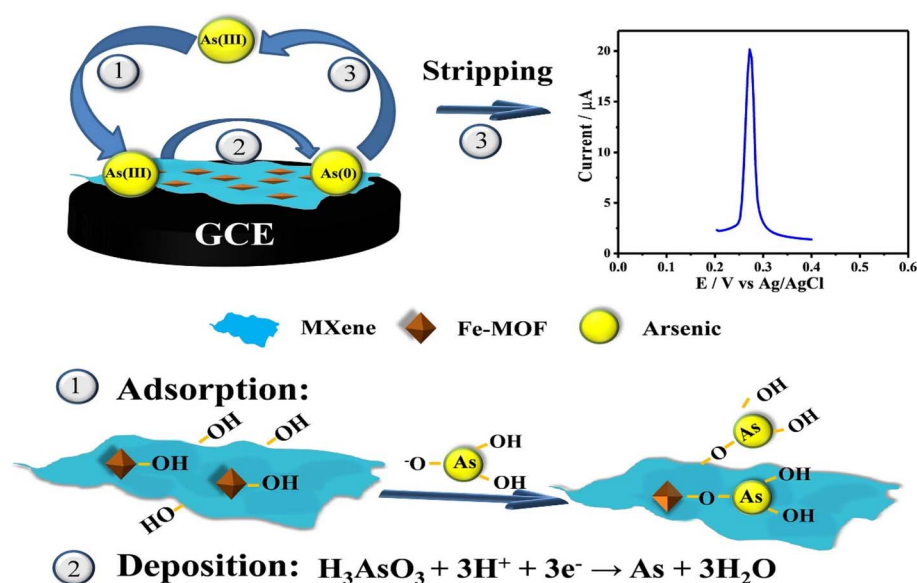 As(III)
1
3
2
As(III)
As(0)
GCE
Stripping
3
Current / μA
20
15
10
5
0
0.0 0.1 0.2 0.3 0.4 0.5 0.6
E / V vs Ag/AgCl
MXene Fe-MOF Arsenic
1 Adsorption:
OH
OH
OH
OH
HO
⁻O As OH
OH
OH
As OH
O
O As OH
OH
2 Deposition: H₃AsO₃ + 3H⁺ + 3e⁻ → As + 3H₂O